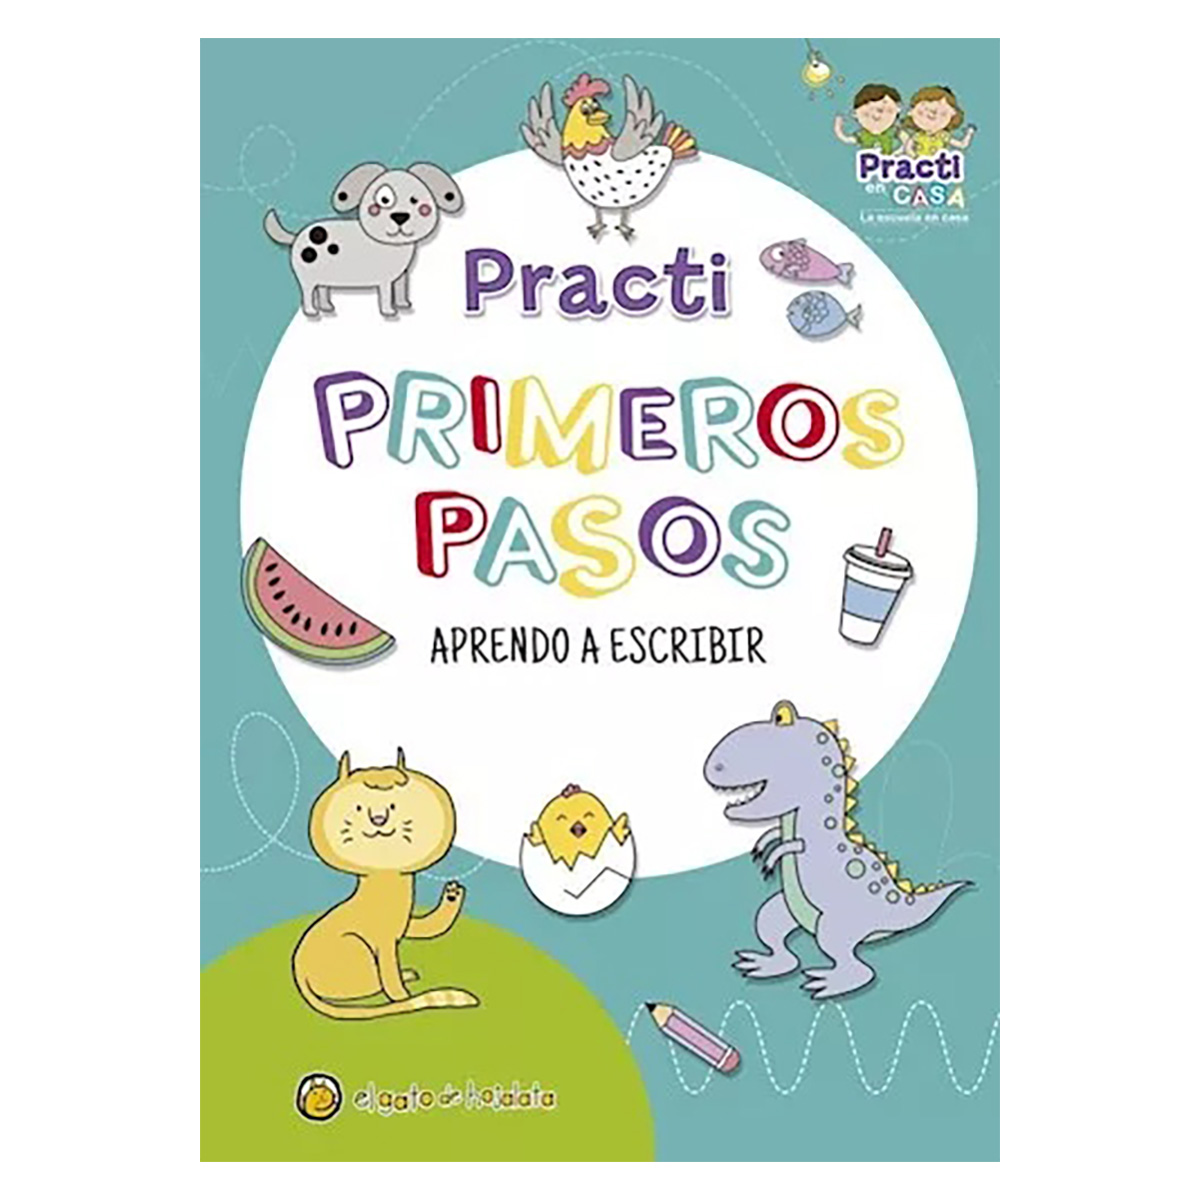 Practi
en CASA
La escuela en casa
Practi
PRIMEROS
PASOS
APRENDO A ESCRIBIR
el gato de hojalata